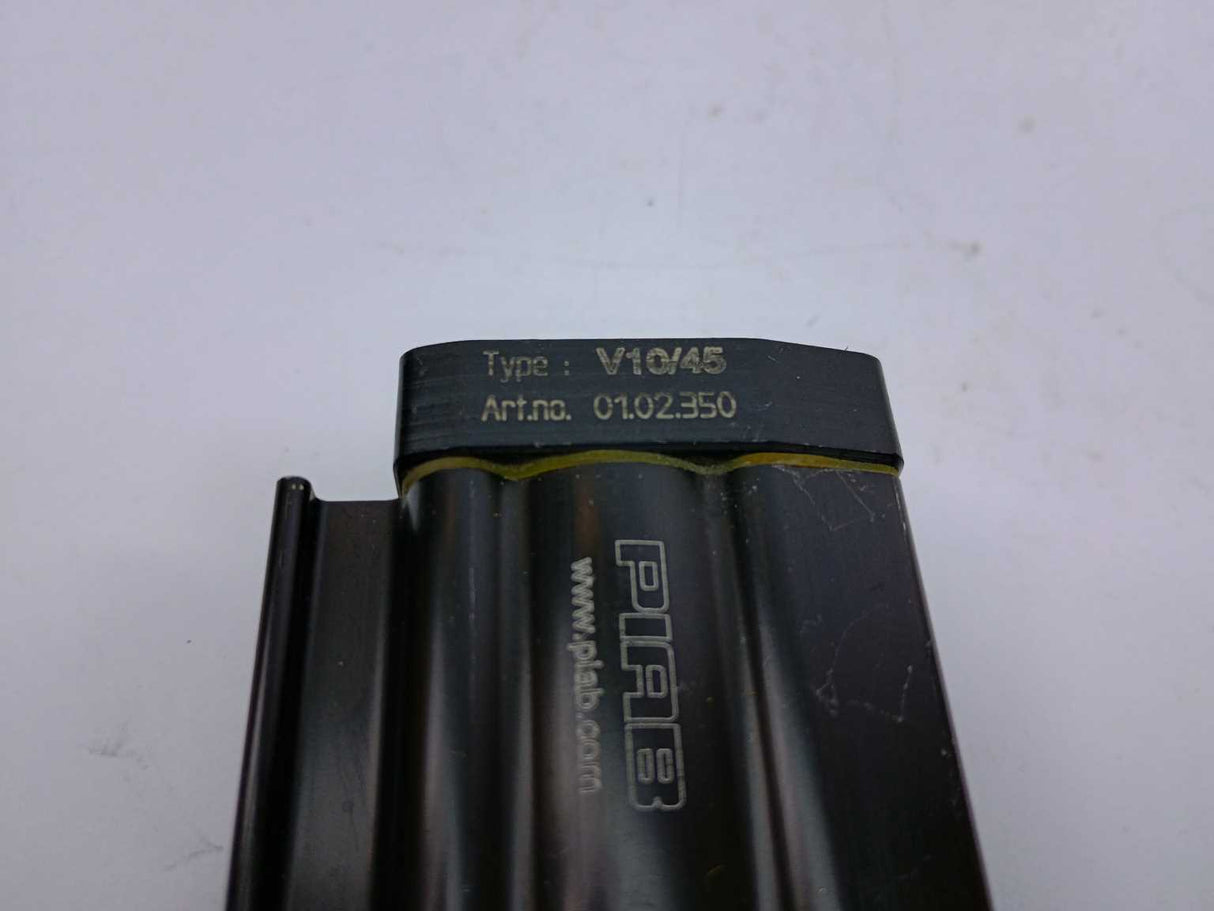 Type : V10/45
Art.no. 01.02.350
PIAB
www.piab.com